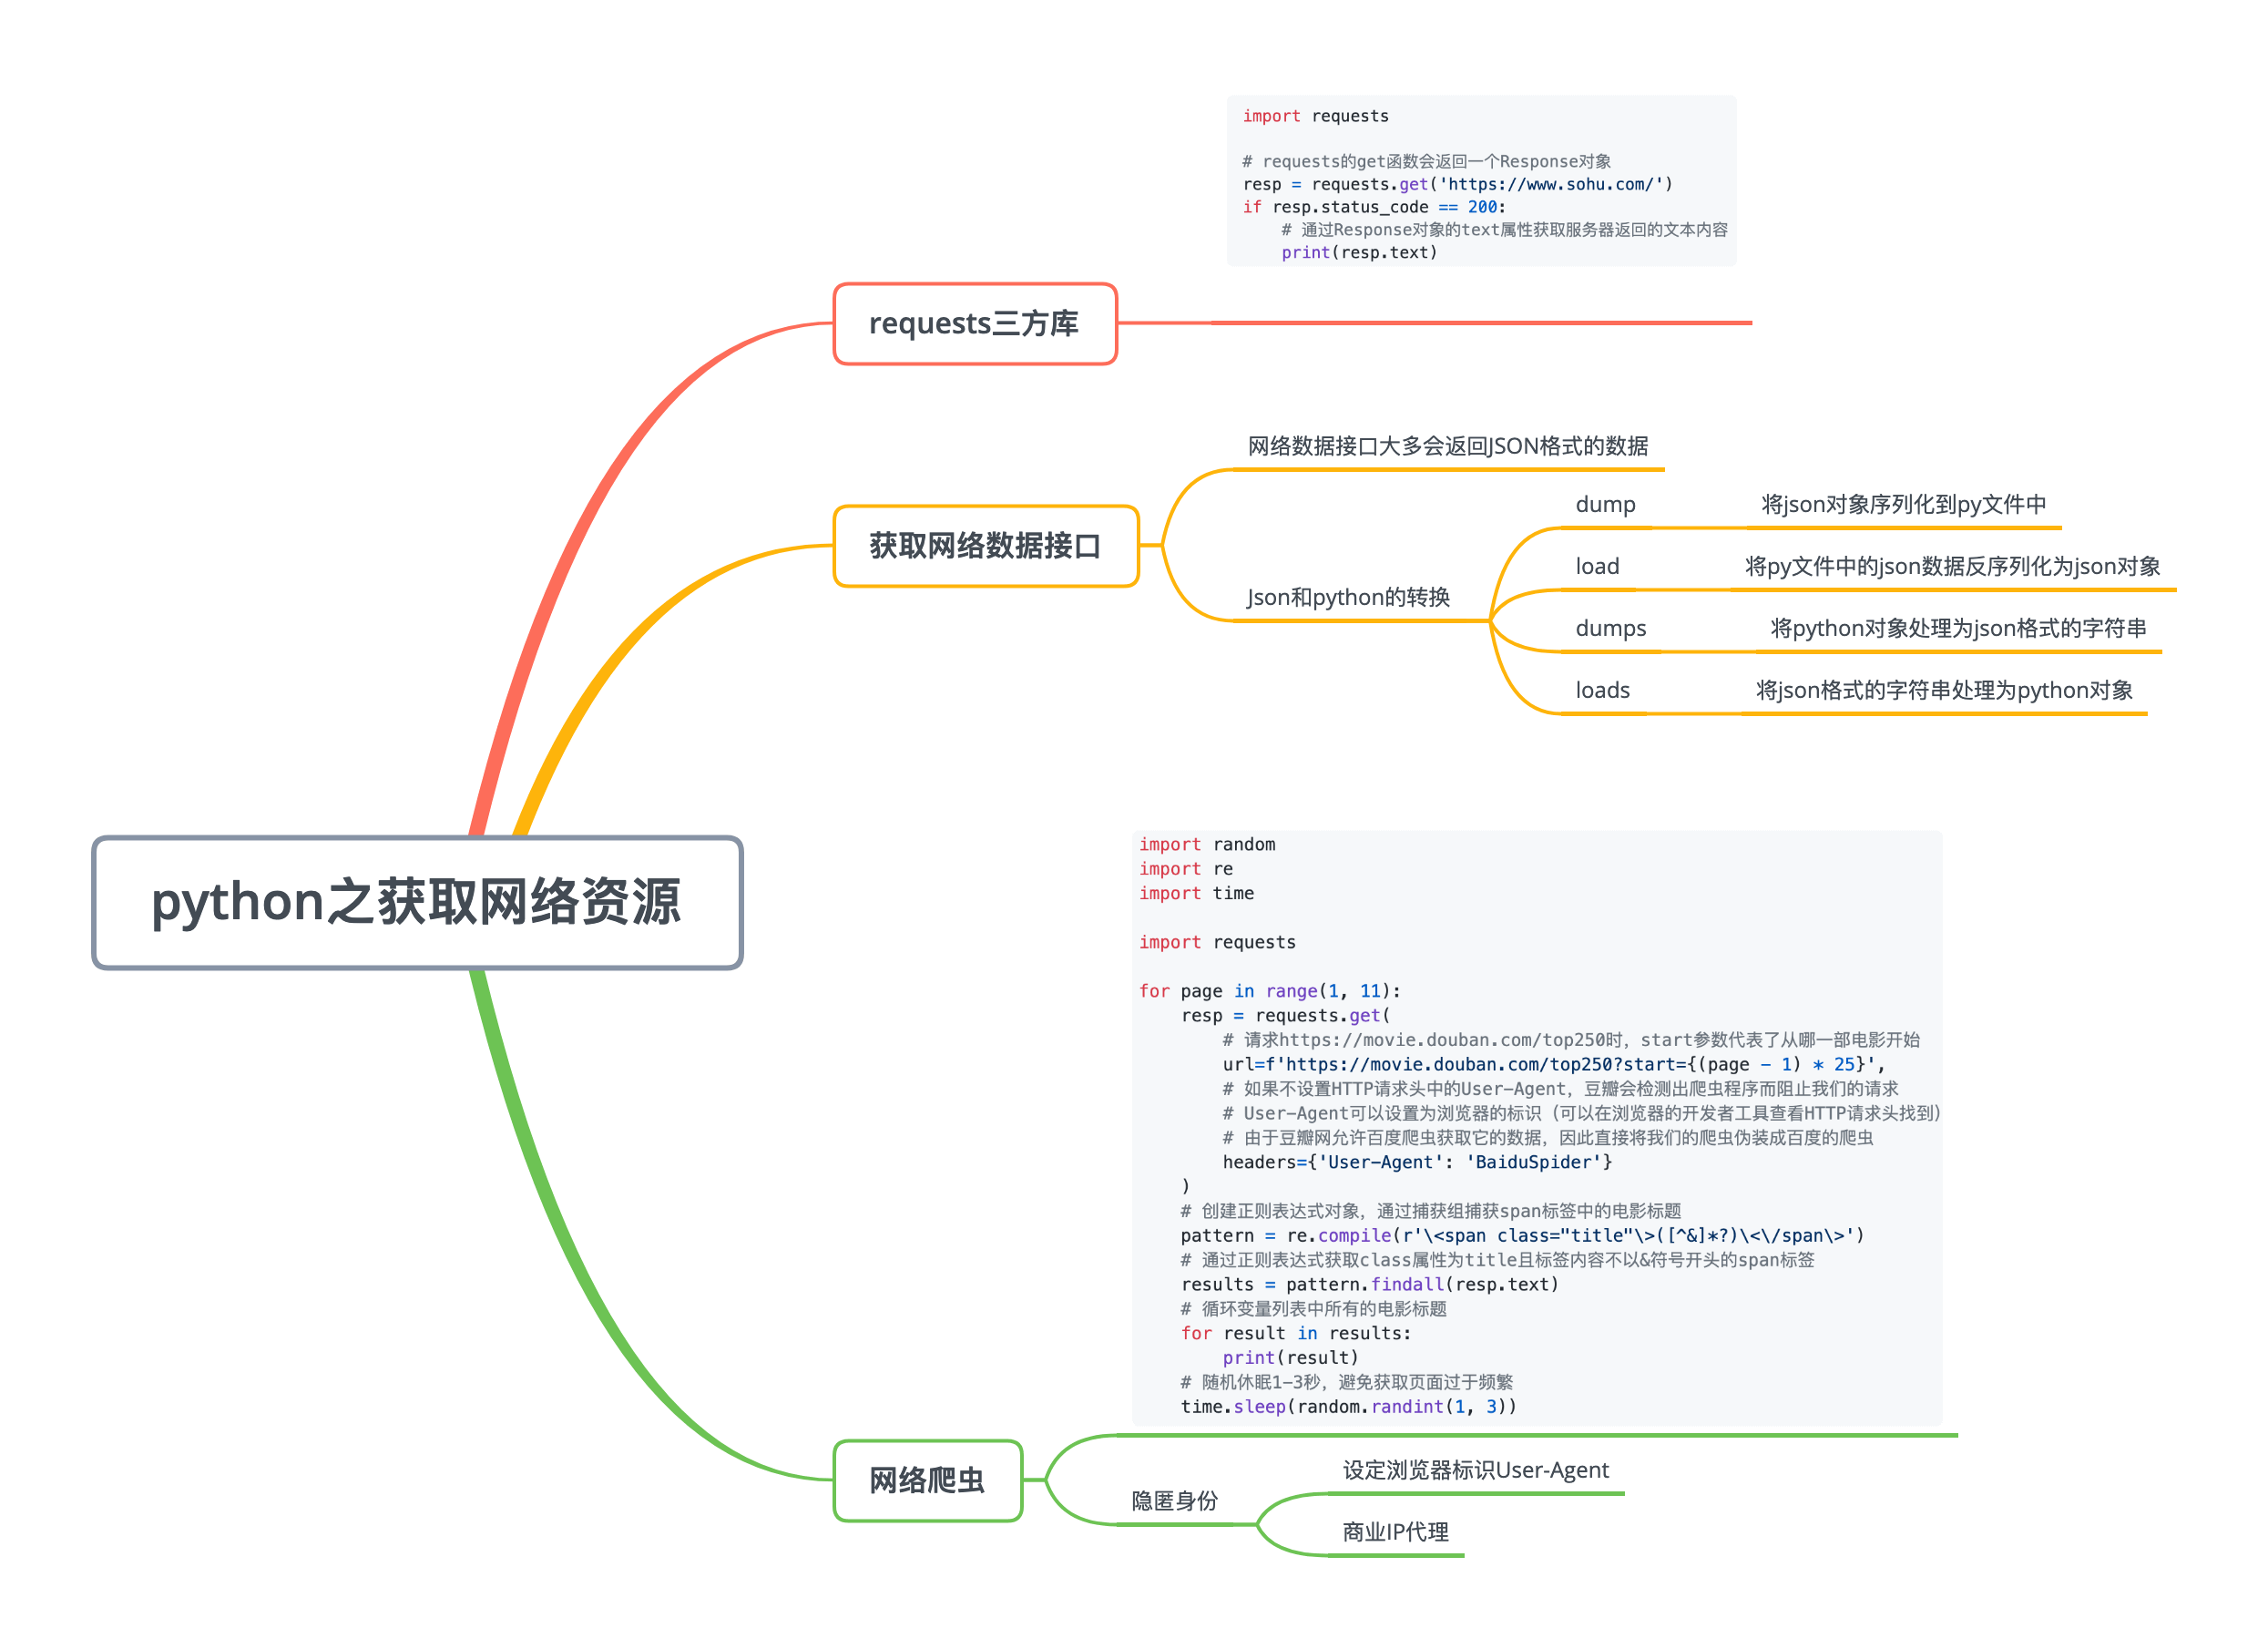 import requests
# requests的get函数会返回一个Response对象
resp = requests.get('https://www.sohu.com/')
if resp.status_code == 200:
    # 通过Response对象的text属性获取服务器返回的文本内容
    print(resp.text)
requests三方库
网络数据接口大多会返回JSON格式的数据
dump 将json对象序列化到py文件中
获取网络数据接口
load 将py文件中的json数据反序列化为json对象
Json和python的转换
dumps 将python对象处理为json格式的字符串
loads 将json格式的字符串处理为python对象
python之获取网络资源
import random
import re
import time
import requests
for page in range(1, 11):
    resp = requests.get(
        # 请求https://movie.douban.com/top250时，start参数代表了从哪一部电影开始
        url=f'https://movie.douban.com/top250?start={(page - 1) * 25}',
        # 如果不设置HTTP请求头中的User-Agent，豆瓣会检测出爬虫程序而阻止我们的请求
        # User-Agent可以设置为浏览器的标识（可以在浏览器的开发者工具查看HTTP请求头找到）
        # 由于豆瓣网允许百度爬虫获取它的数据，因此直接将我们的爬虫伪装成百度的爬虫
        headers={'User-Agent': 'BaiduSpider'}
    )
    # 创建正则表达式对象，通过捕获组捕获span标签中的电影标题
    pattern = re.compile(r'\<span class="title"\>([^&]*?)\<\/span\>')
    # 通过正则表达式获取class属性为title且标签内容不以&符号开头的span标签
    results = pattern.findall(resp.text)
    # 循环变量列表中所有的电影标题
    for result in results:
        print(result)
    # 随机休眠1-3秒，避免获取页面过于频繁
    time.sleep(random.randint(1, 3))
网络爬虫
设定浏览器标识User-Agent
隐匿身份
商业IP代理